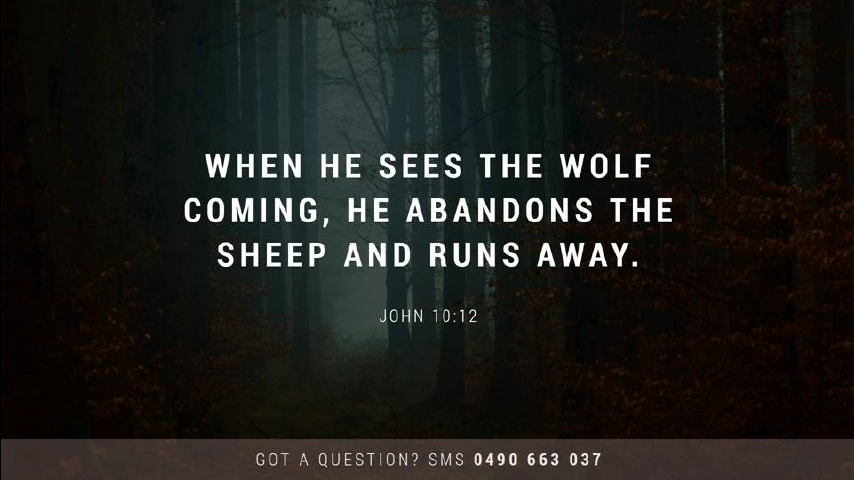 WHEN HE SEES THE WOLF
COMING, HE ABANDONS THE
SHEEP AND RUNS AWAY.
JOHN 10:12
GOT A QUESTION? SMS 0490 663 037